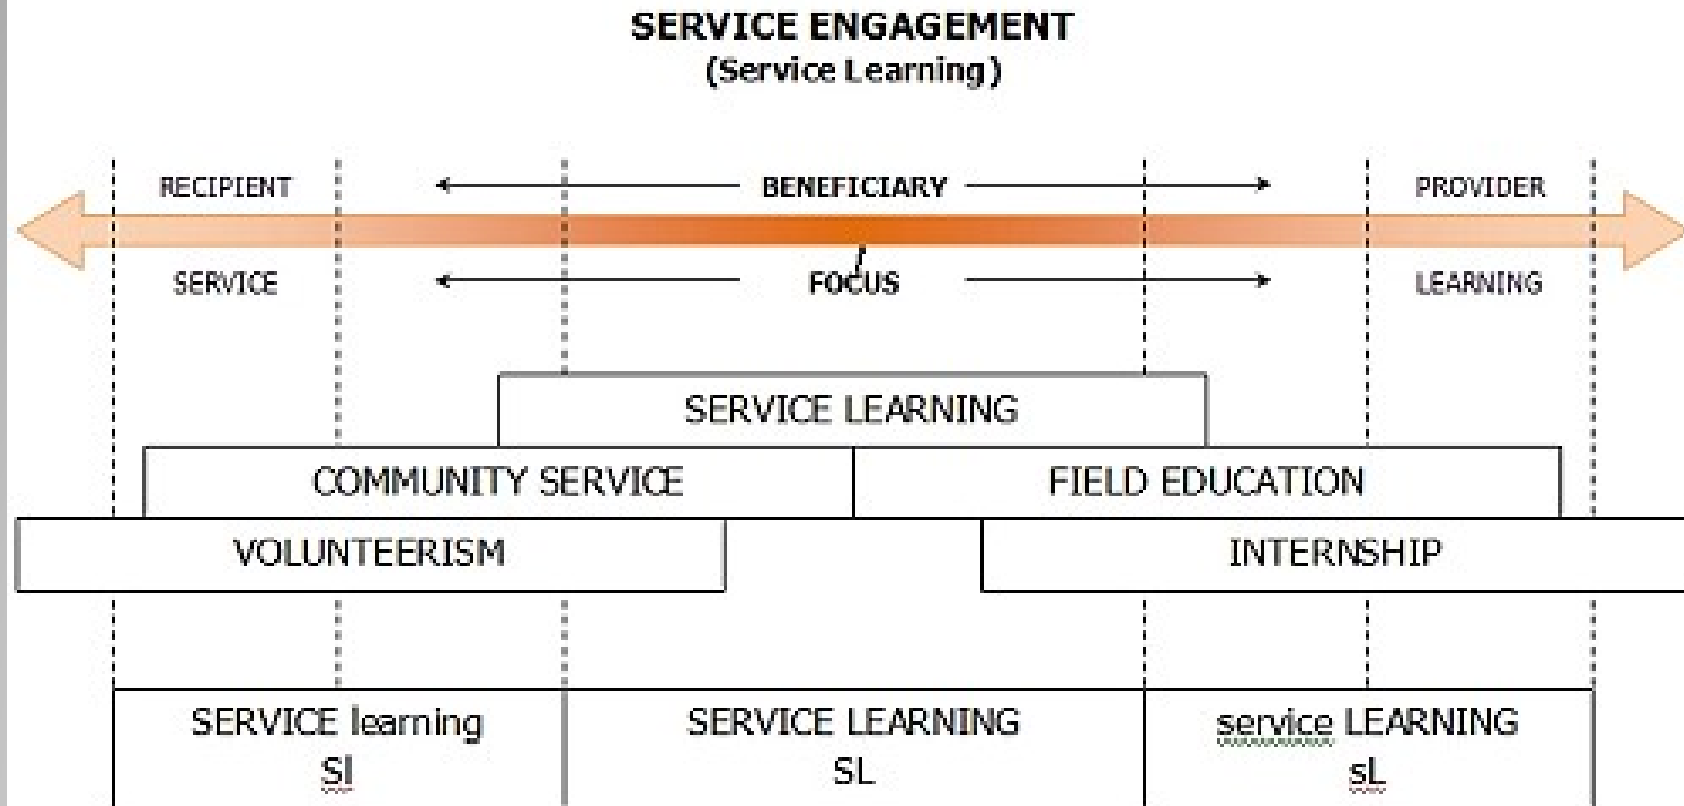 SERVICE ENGAGEMENT
(Service Learning)
RECIPIENT BENEFICIARY PROVIDER
SERVICE FOCUS LEARNING
SERVICE LEARNING
COMMUNITY SERVICE FIELD EDUCATION
VOLUNTEERISM INTERNSHIP
SERVICE learning SERVICE LEARNING service LEARNING
Sl SL sL